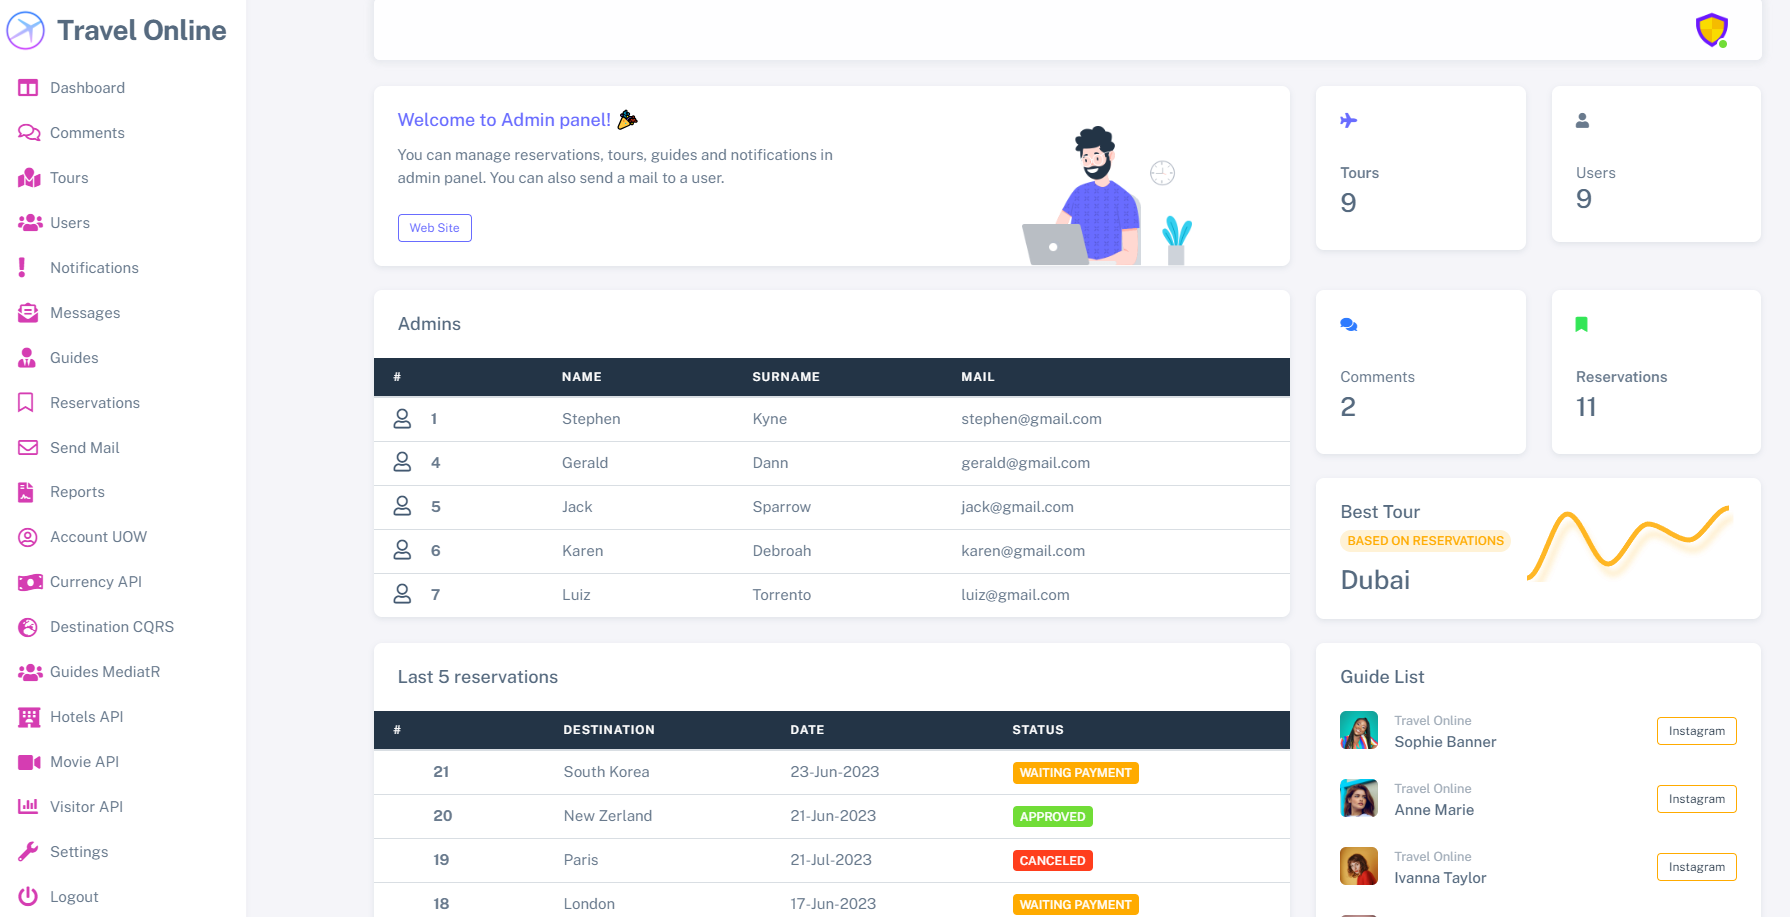 Travel Online
Dashboard
Comments
Tours
Users
Notifications
Messages
Guides
Reservations
Send Mail
Reports
Account UOW
Currency API
Destination CQRS
Guides MediatR
Hotels API
Movie API
Visitor API
Settings
Logout
Welcome to Admin panel!
You can manage reservations, tours, guides and notifications in
admin panel. You can also send a mail to a user.
Web Site
Tours
9
Users
9
Admins
# NAME SURNAME MAIL
1 Stephen Kyne stephen@gmail.com
4 Gerald Dann gerald@gmail.com
5 Jack Sparrow jack@gmail.com
6 Karen Debroah karen@gmail.com
7 Luiz Torrento luiz@gmail.com
Comments
2
Reservations
11
Best Tour
BASED ON RESERVATIONS
Dubai
Last 5 reservations
# DESTINATION DATE STATUS
21 South Korea 23-Jun-2023 WAITING PAYMENT
20 New Zerland 21-Jun-2023 APPROVED
19 Paris 21-Jul-2023 CANCELED
18 London 17-Jun-2023 WAITING PAYMENT
Guide List
Travel Online
Sophie Banner
Instagram
Travel Online
Anne Marie
Instagram
Travel Online
Ivanna Taylor
Instagram